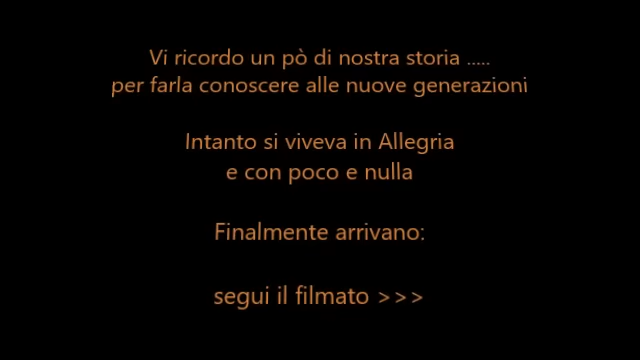 Vi ricordo un pò di nostra storia .....
per farla conoscere alle nuove generazioni
Intanto si viveva in Allegria
e con poco e nulla
Finalmente arrivano:
segui il filmato >>>